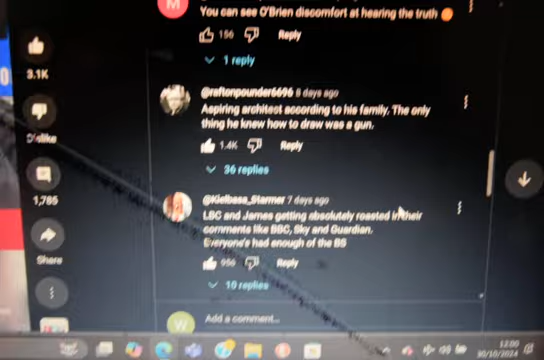 You can see O'Brien discomfort at hearing the truth
156 Reply
1 reply
3.1K
@raftonpounder6696 8 days ago
Aspiring architect according to his family. The only
thing he knew how to draw was a gun.
Dislike
1.4K Reply
36 replies
1,785
@Kielbasa_Starmer 7 days ago
LBC and James getting absolutely roasted in their
comments like BBC, Sky and Guardian.
Everyone's had enough of the BS
Share
956 Reply
10 replies
W
Add a comment...
12:00
30/10/2024